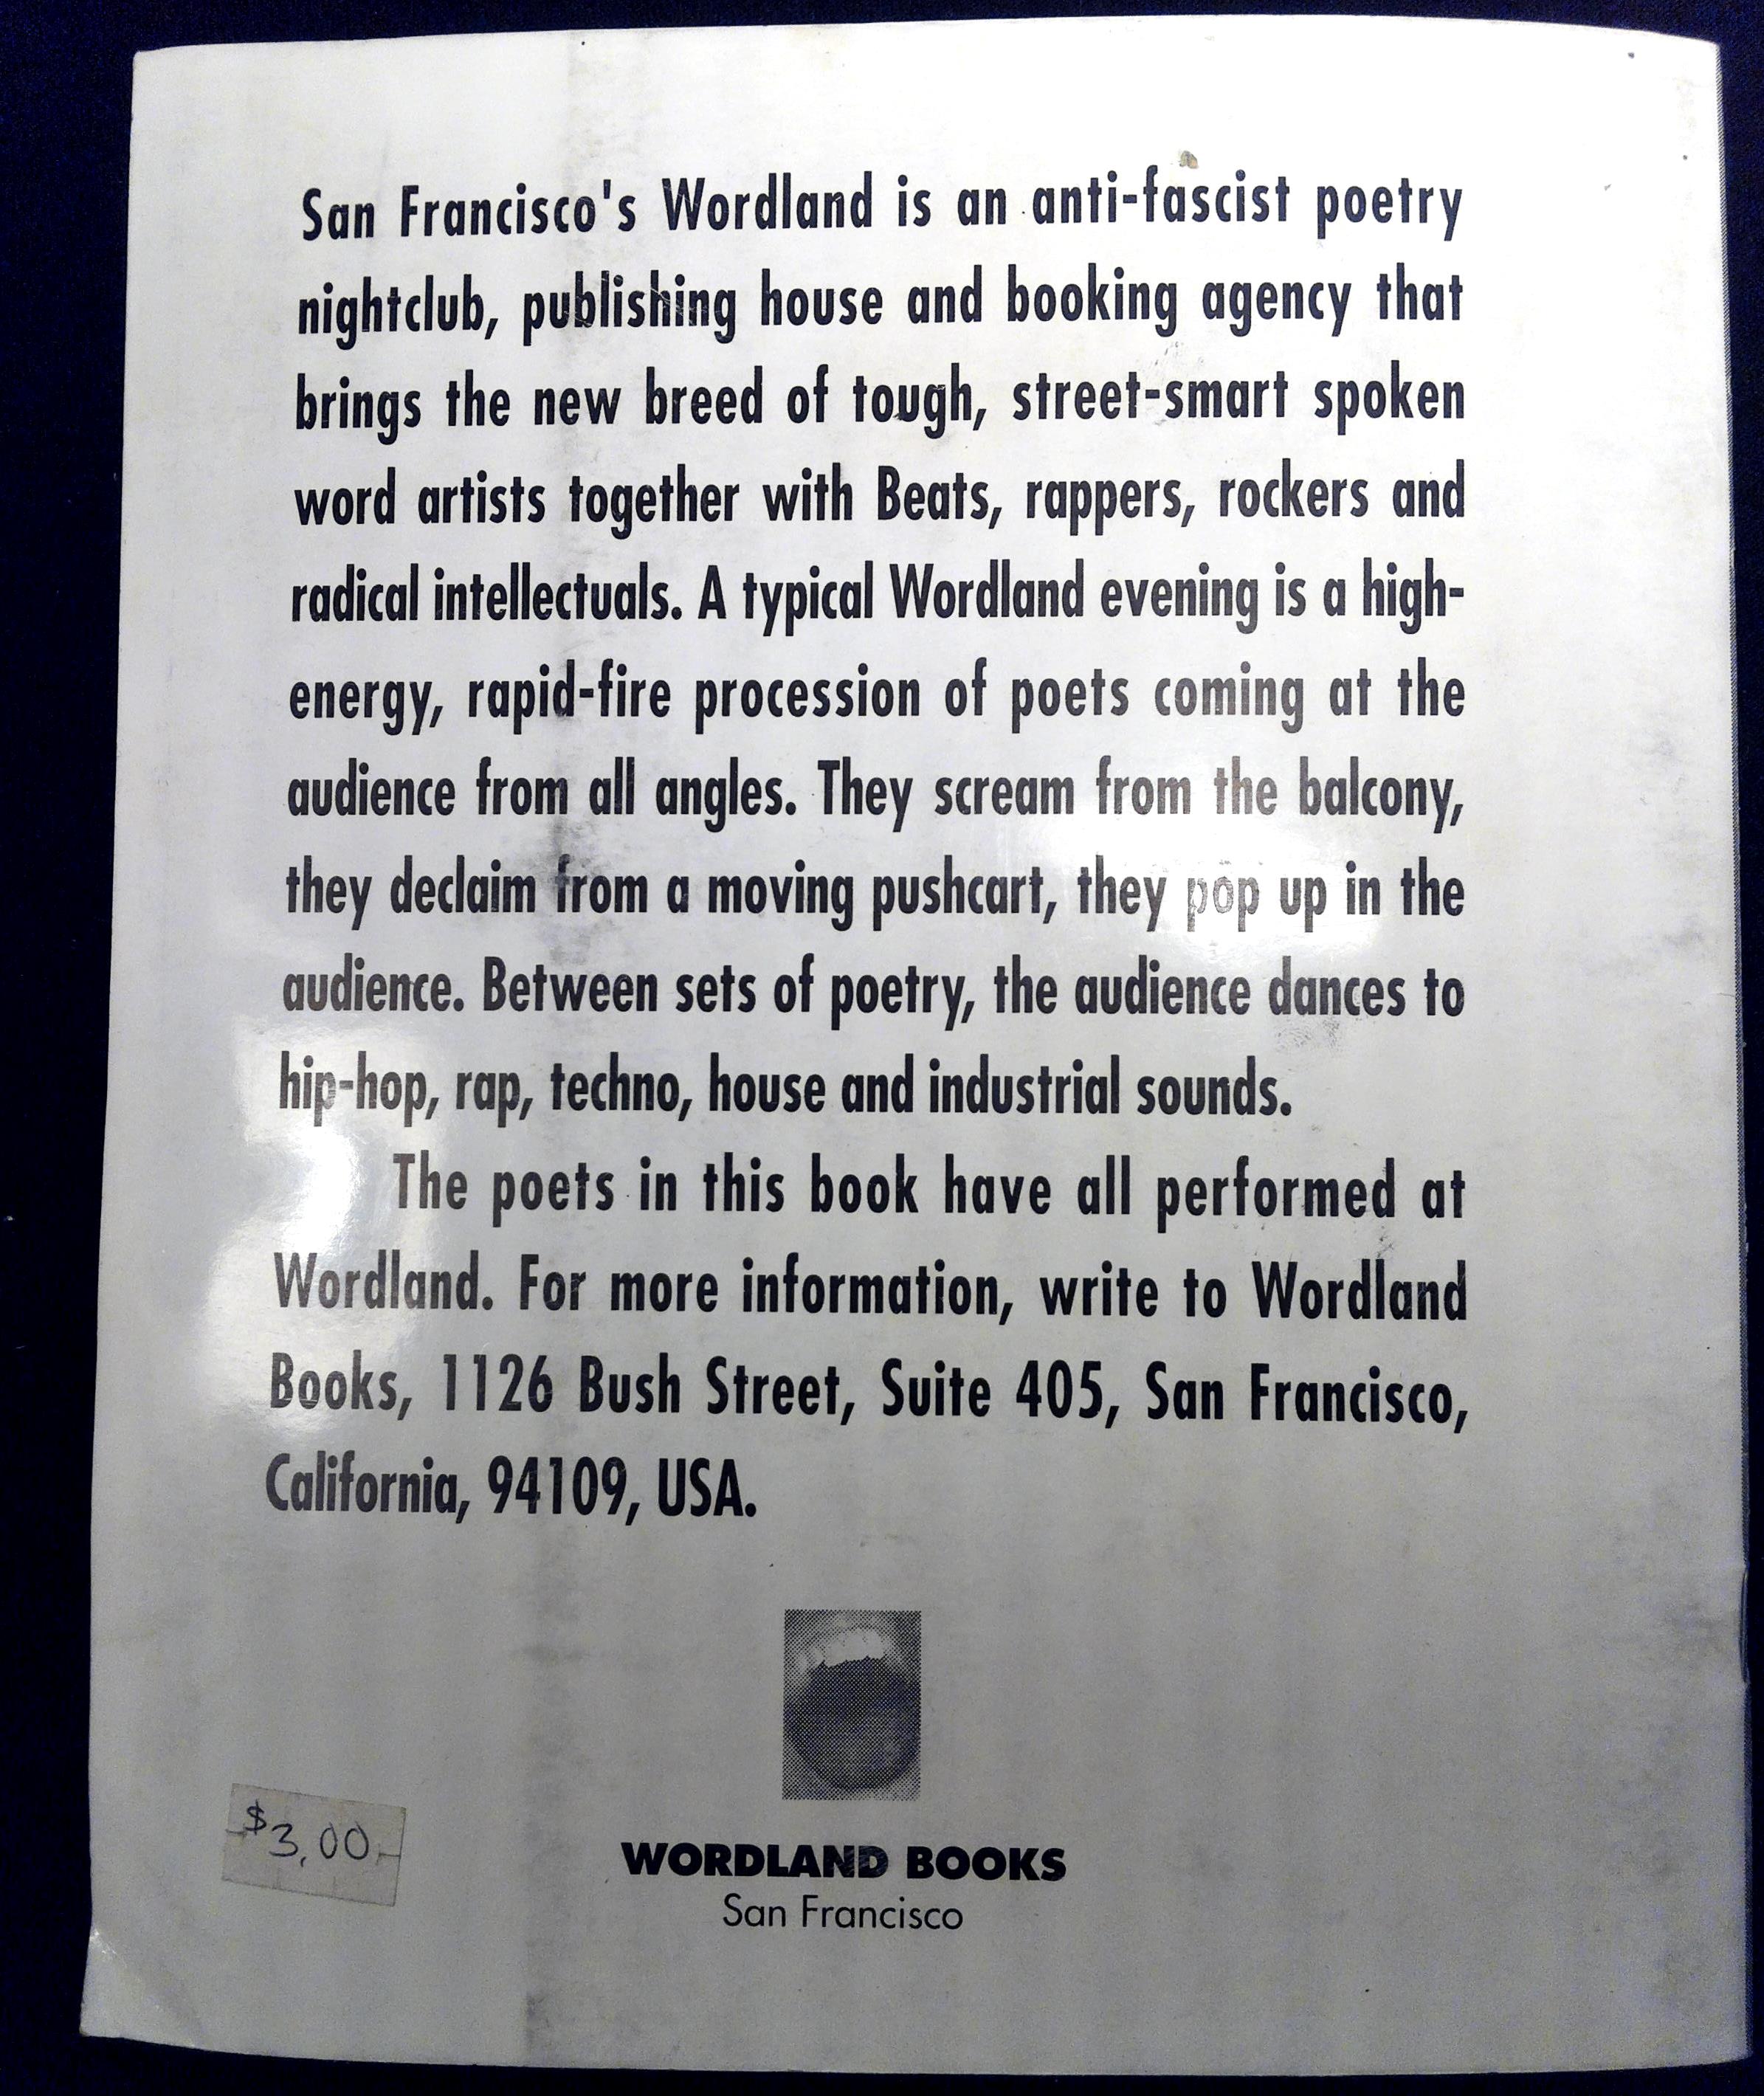 San Francisco's Wordland is an anti-fascist poetry
nightclub, publishing house and booking agency that
brings the new breed of tough, street-smart spoken
word artists together with Beats, rappers, rockers and
radical intellectuals. A typical Wordland evening is a high-
energy, rapid-fire procession of poets coming at the
audience from all angles. They scream from the balcony,
they declaim from a moving pushcart, they pop up in the
audience. Between sets of poetry, the audience dances to
hip-hop, rap, techno, house and industrial sounds.
The poets in this book have all performed at
Wordland. For more information, write to Wordland
Books, 1126 Bush Street, Suite 405, San Francisco,
California, 94109, USA.
$3,00
WORDLAND BOOKS
San Francisco